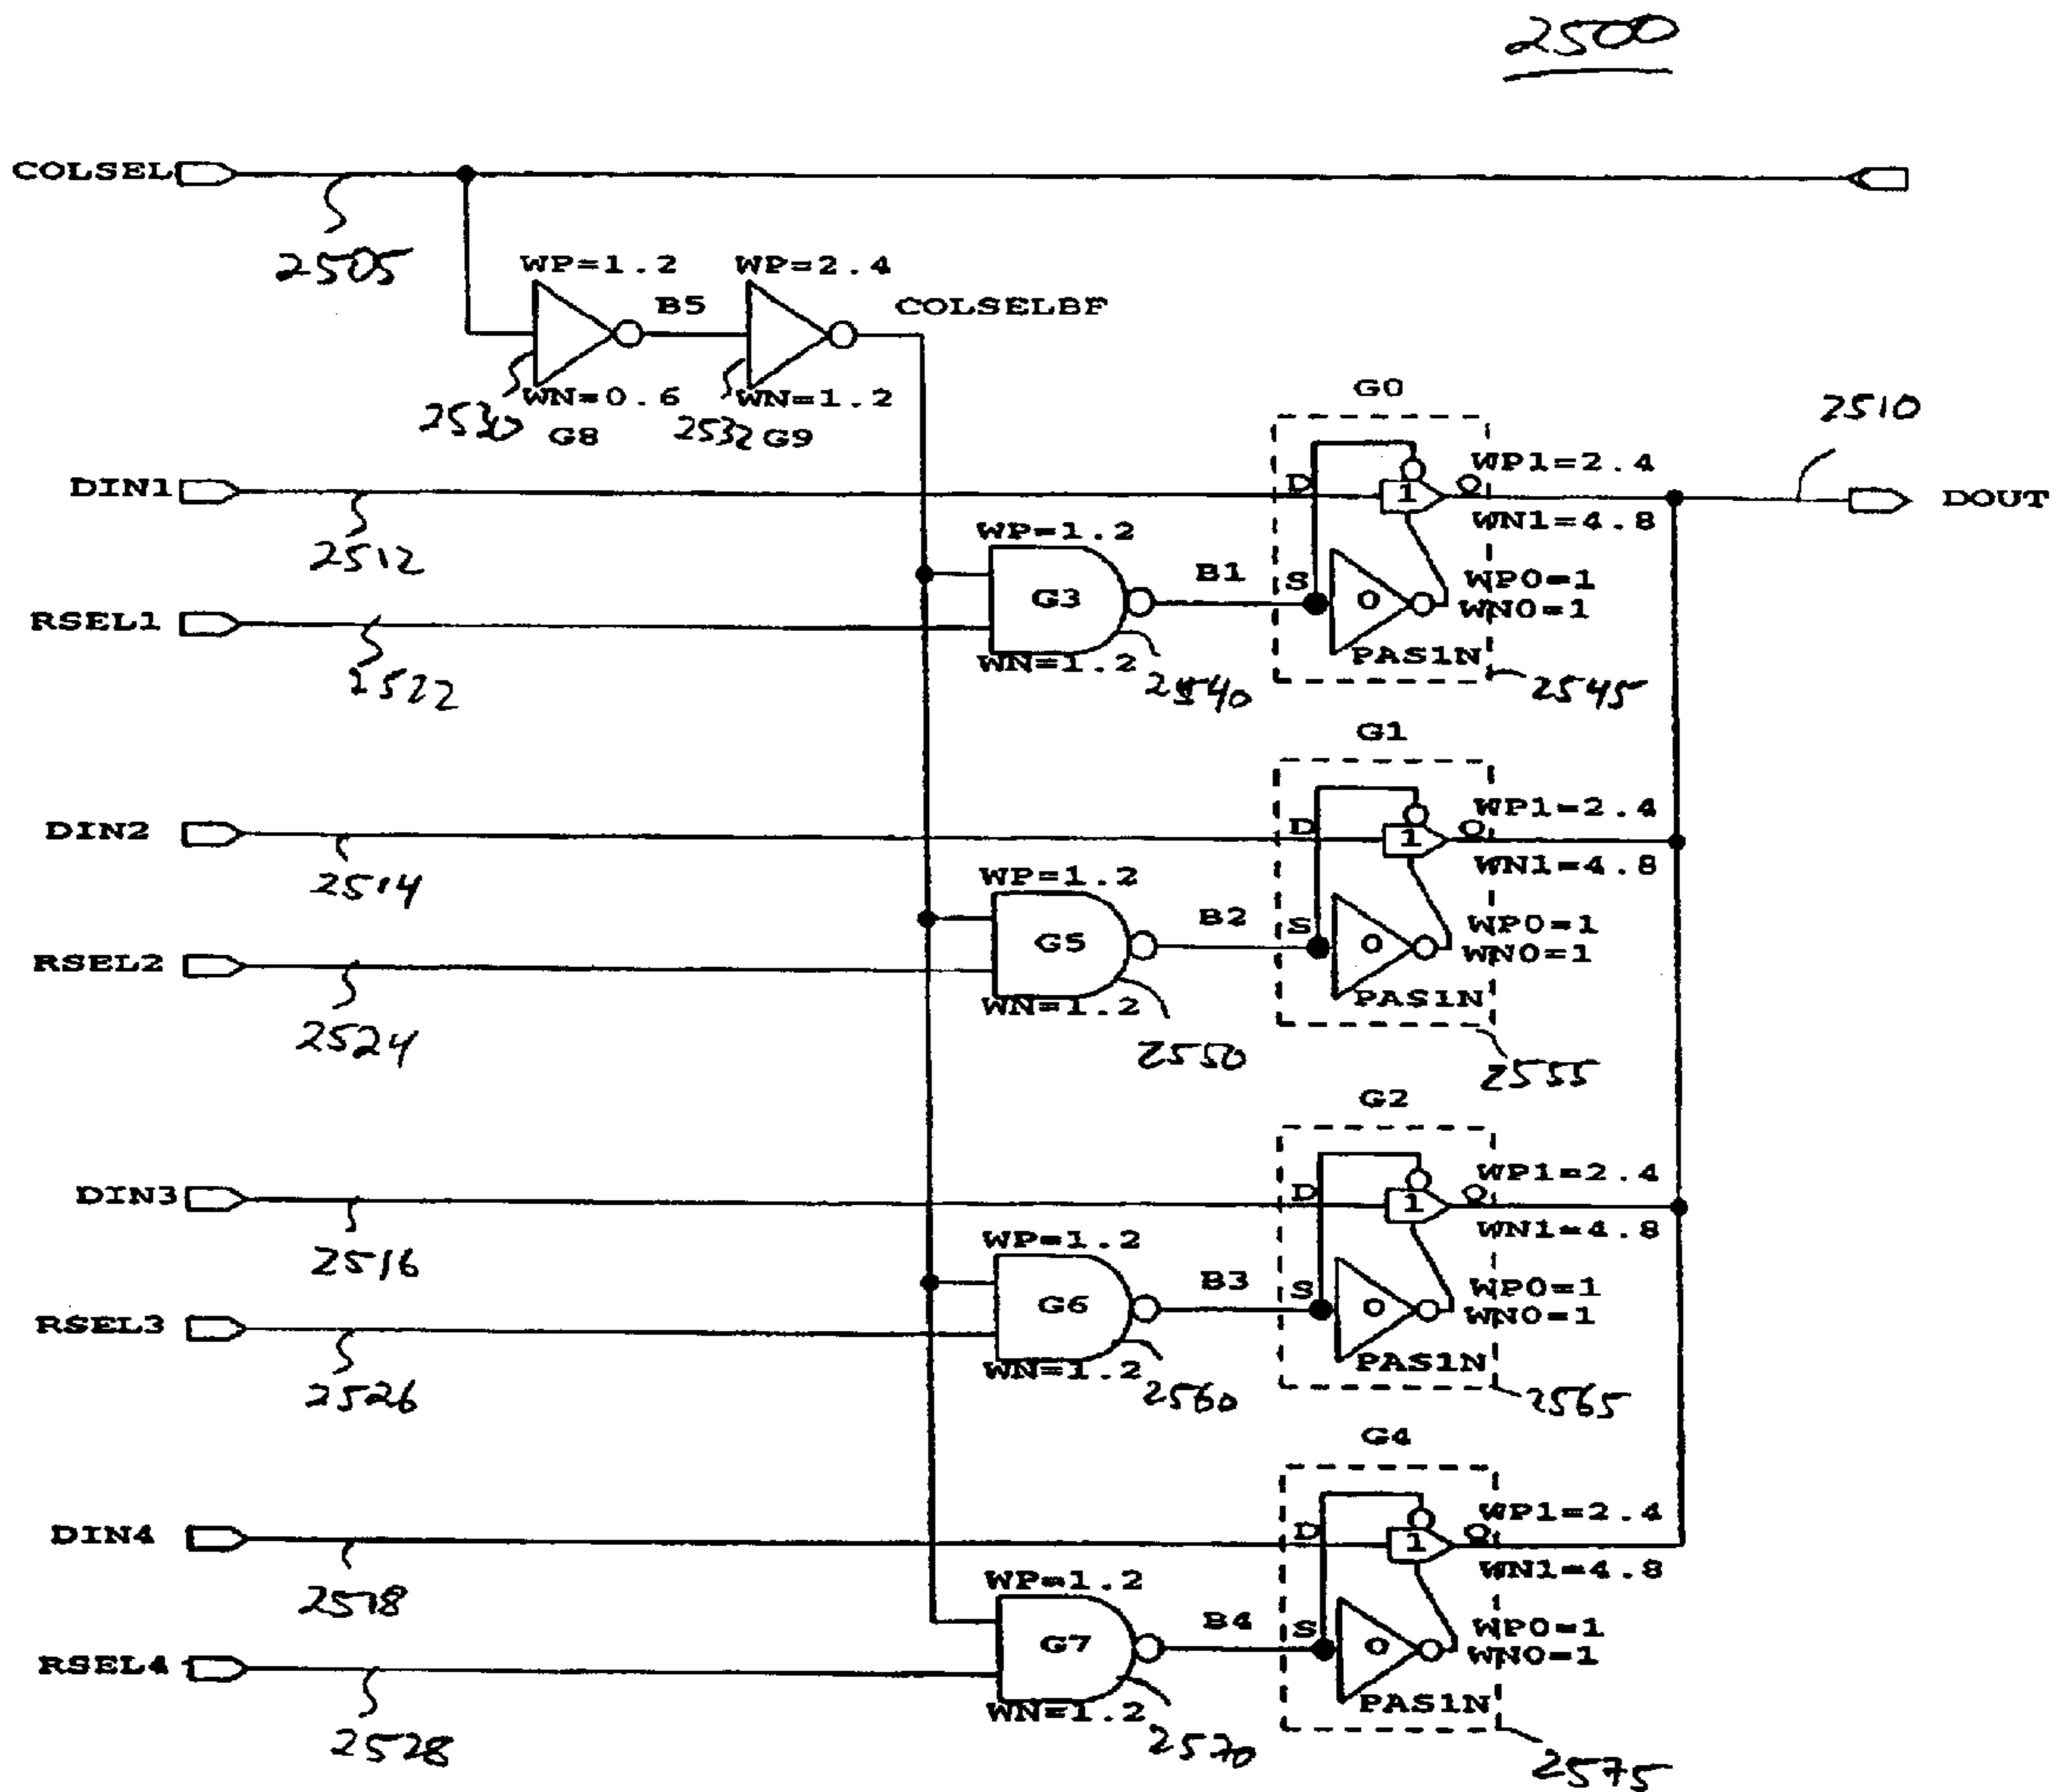 2500
COLSEL
2505
WP=1.2 WP=2.4
B5 COLSELBF
WN=0.6 WN=1.2
2530 G8 2532 G9
G0
2510
DIN1 D 1 O WP1=2.4 DOUT
WN1=4.8
2512
WP=1.2
B1 S WP0=1
G3 0 WN0=1
RSEL1
PAS1N
WN=1.2
2522 2540 2545
G1
DIN2 D 1 O WP1=2.4
WN1=4.8
2514
WP=1.2
B2 S WP0=1
G5 0 WN0=1
RSEL2
PAS1N
WN=1.2
2524 2550 2555
G2
DIN3 D 1 O WP1=2.4
WN1=4.8
2516
WP=1.2
B3 S WP0=1
G6 0 WN0=1
RSEL3
PAS1N
WN=1.2
2526 2560 2565
G4
DIN4 D 1 O WP1=2.4
WN1=4.8
2518
WP=1.2
B4 S WP0=1
G7 0 WN0=1
RSEL4
PAS1N
WN=1.2
2528 2570 2575